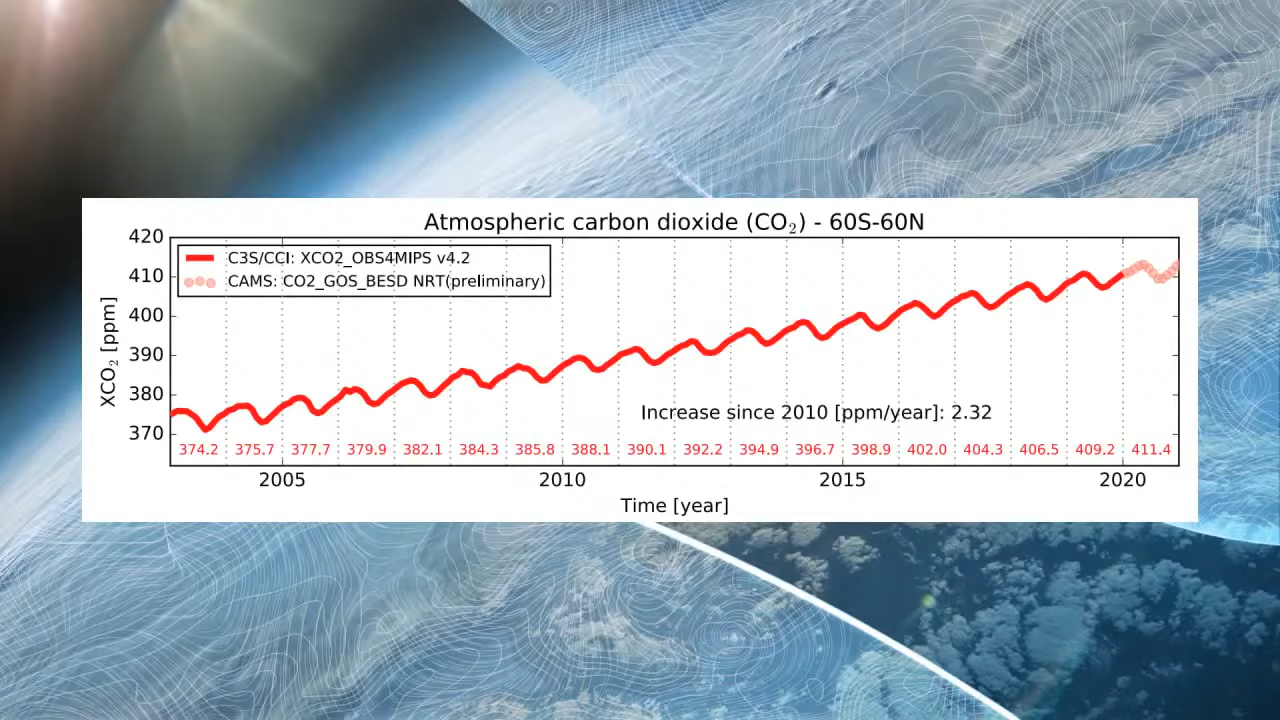 Atmospheric carbon dioxide (CO₂) - 60S-60N
420
410
400
390
380
370
XCO₂ [ppm]
C3S/CCI: XCO2_OBS4MIPS v4.2
CAMS: CO2_GOS_BESD NRT(preliminary)
Increase since 2010 [ppm/year]: 2.32
374.2 375.7 377.7 379.9 382.1 384.3 385.8 388.1 390.1 392.2 394.9 396.7 398.9 402.0 404.3 406.5 409.2 411.4
2005 2010 2015 2020
Time [year]